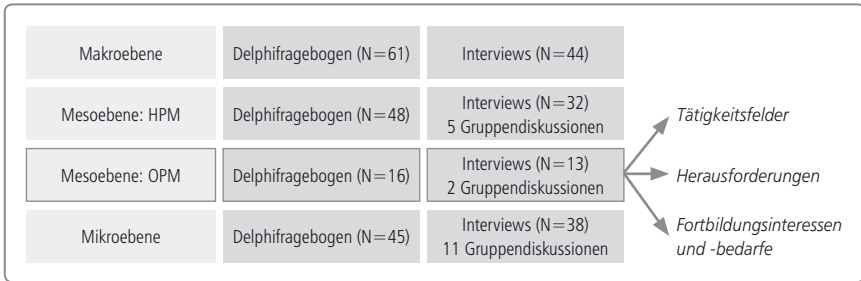 Makroebene
Delphifragebogen (N=61)
Interviews (N=44)
Mesoebene: HPM
Delphifragebogen (N=48)
Interviews (N=32)
5 Gruppendiskussionen
Mesoebene: OPM
Delphifragebogen (N=16)
Interviews (N=13)
2 Gruppendiskussionen
Mikroebene
Delphifragebogen (N=45)
Interviews (N=38)
11 Gruppendiskussionen
Tätigkeitsfelder
Herausforderungen
Fortbildungsinteressen
und -bedarfe